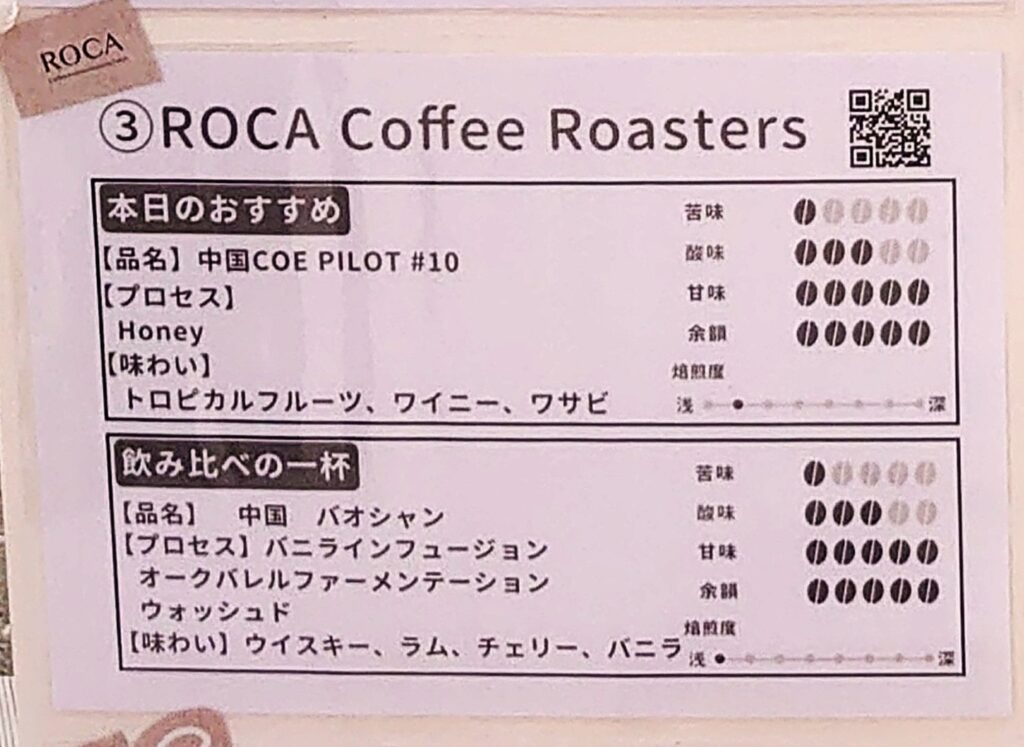 ROCA
③ROCA Coffee Roasters
本日のおすすめ
【品名】中国COE PILOT #10
【プロセス】
Honey
【味わい】
トロピカルフルーツ、ワイニー、ワサビ
苦味
酸味
甘味
余韻
焙煎度
浅 深
飲み比べの一杯
【品名】 中国 バオシャン
【プロセス】バニラインフュージョン
オークバレルファーメンテーション
ウォッシュド
【味わい】ウイスキー、ラム、チェリー、バニラ
苦味
酸味
甘味
余韻
焙煎度
浅 深